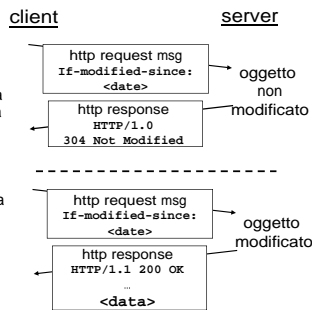 client server
http request msg
If-modified-since:
<date>
oggetto
non
modificato
a
a
http response
HTTP/1.0
304 Not Modified
a
http request msg
If-modified-since:
<date>
oggetto
modificato
http response
HTTP/1.1 200 OK
…
<data>